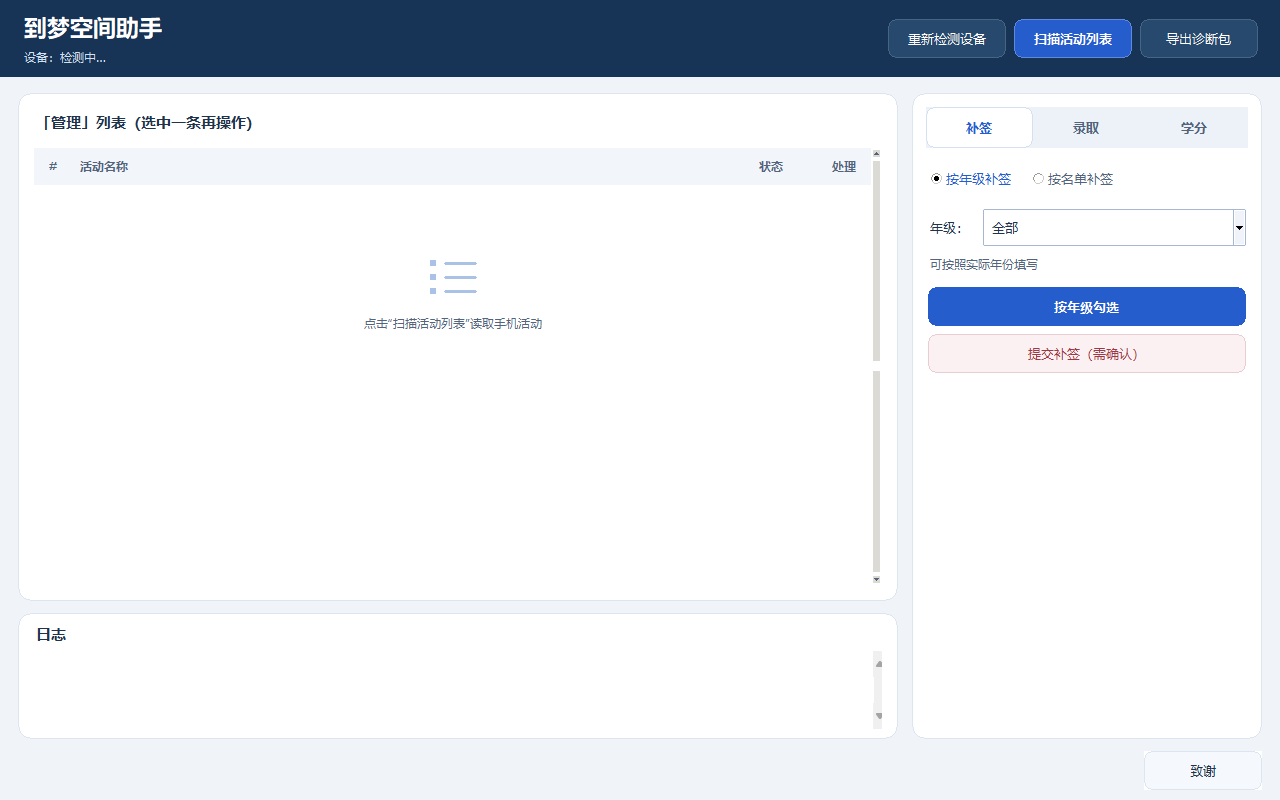 到梦空间助手
设备：检测中...
重新检测设备
扫描活动列表
导出诊断包
「管理」列表（选中一条再操作）
# 活动名称 状态 处理
点击“扫描活动列表”读取手机活动
日志
补签 录取 学分
按年级补签 按名单补签
年级： 全部
可按照实际年份填写
按年级勾选
提交补签（需确认）
致谢